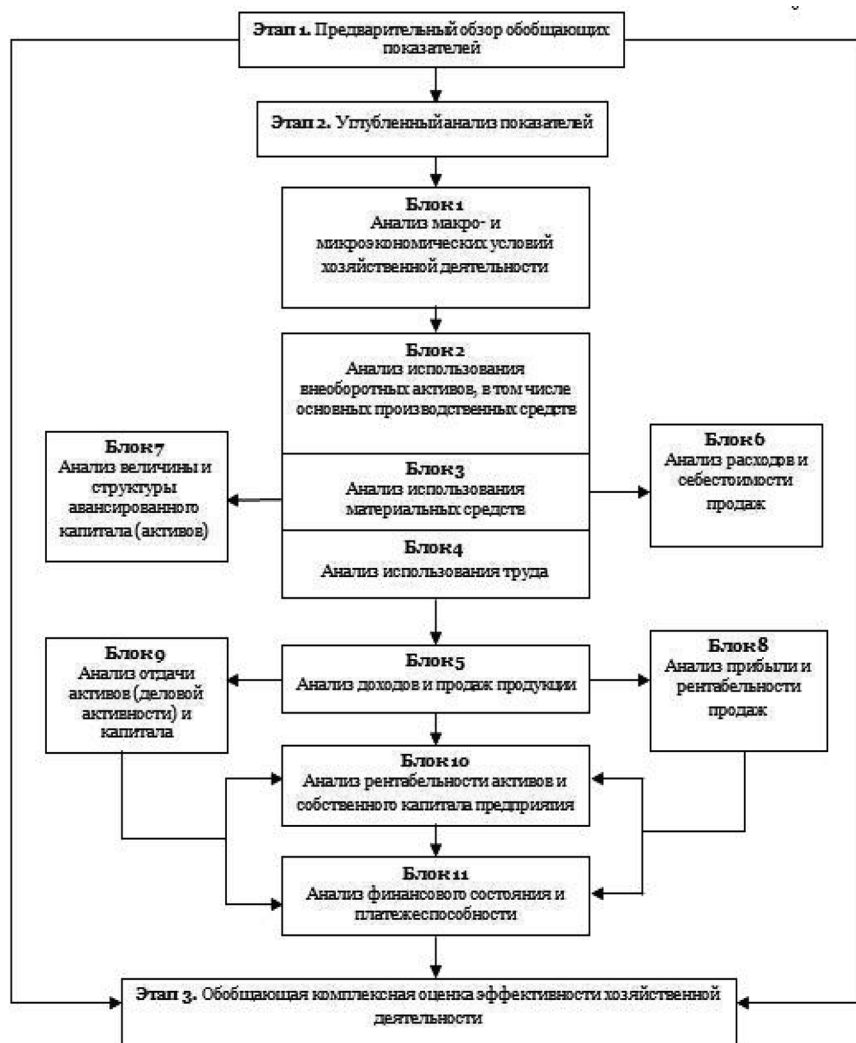 Этап 1. Предварительный обзор обобщающих
показателей
Этап 2. Углубленный анализ показателей
Блок 1
Анализ макро- и
микроэкономических условий
хозяйственной деятельности
Блок 2
Анализ использования
внеоборотных активов, в том числе
основных производственных средств
Блок 7
Анализ величины и
структуры
авансированного
капитала (активов)
Блок 3
Анализ использования
материальных средств
Блок 6
Анализ расходов и
себестоимости
продаж
Блок 4
Анализ использования труда
Блок 9
Анализ отдачи
активов (деловой
активности) и
капитала
Блок 5
Анализ доходов и продаж продукции
Блок 8
Анализ прибыли и
рентабельности
продаж
Блок 10
Анализ рентабельности активов и
собственного капитала предприятия
Блок 11
Анализ финансового состояния и
платежеспособности
Этап 3. Обобщающая комплексная оценка эффективности хозяйственной
деятельности